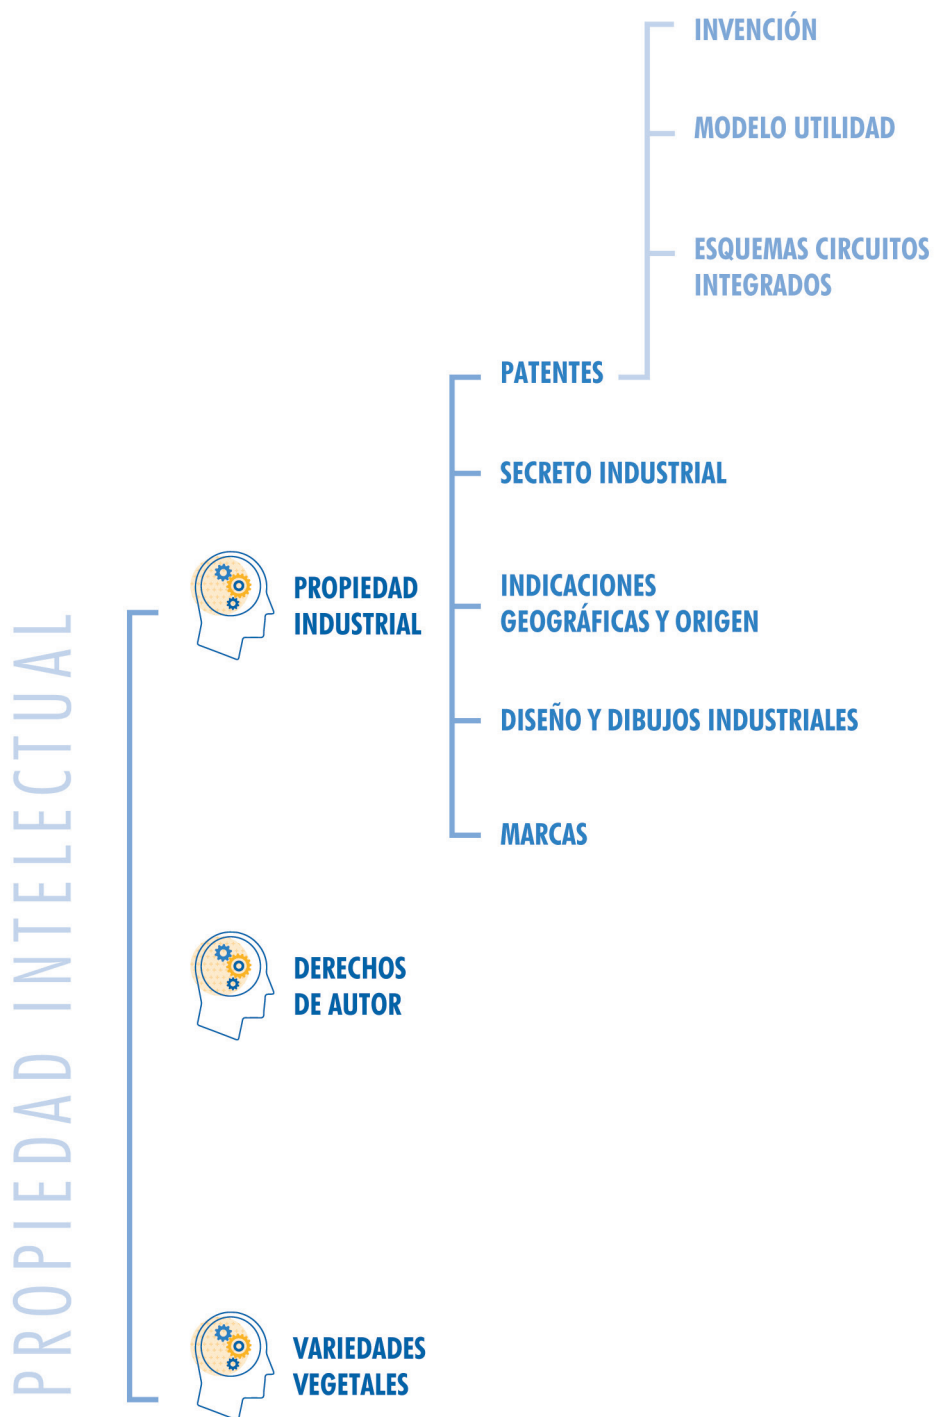 PROPIEDAD INTELECTUAL
PROPIEDAD
INDUSTRIAL
PATENTES
INVENCIÓN
MODELO UTILIDAD
ESQUEMAS CIRCUITOS
INTEGRADOS
SECRETO INDUSTRIAL
INDICACIONES
GEOGRÁFICAS Y ORIGEN
DISEÑO Y DIBUJOS INDUSTRIALES
MARCAS
DERECHOS
DE AUTOR
VARIEDADES
VEGETALES